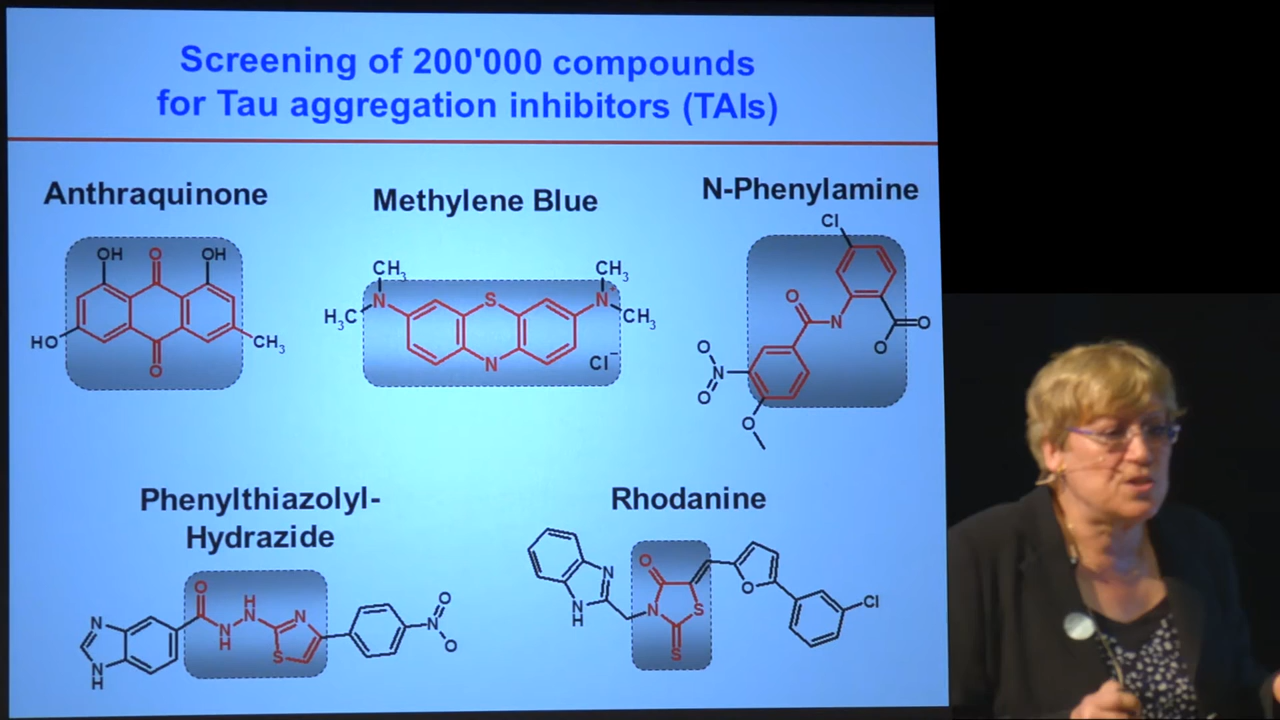 Screening of 200'000 compounds
for Tau aggregation inhibitors (TAIs)
Anthraquinone
Methylene Blue
N-Phenylamine
OH
O
OH
HO
O
CH3
CH3
CH3
H3C
N
S
N+
CH3
N
Cl−
Cl
O
N
O
O
O
N
O
O
Phenylthiazolyl-
Hydrazide
Rhodanine
O
H
N
N
N
H
N
S
N
H
O
N
O
O
N
N
H
N
S
S
O
Cl